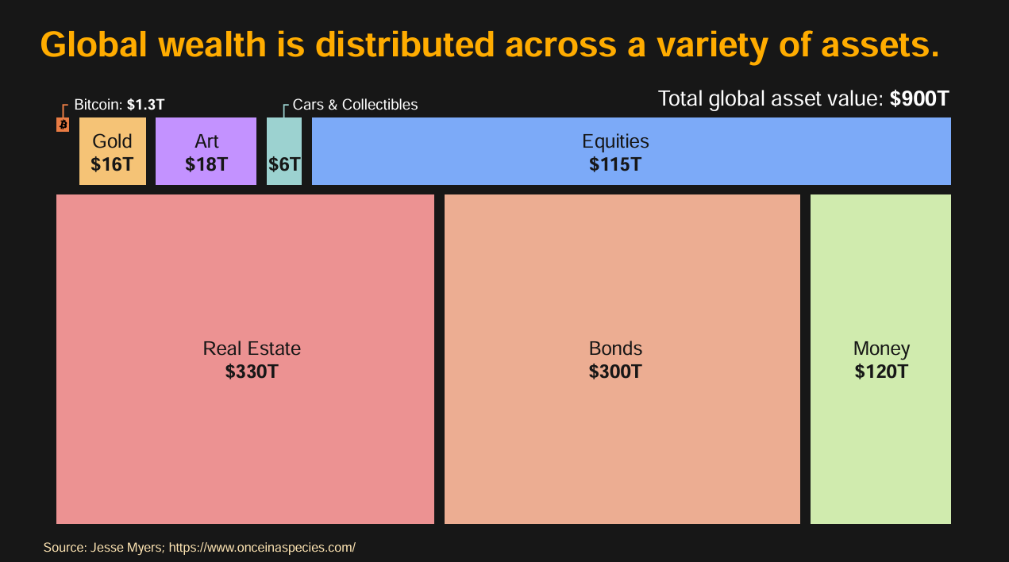 Global wealth is distributed across a variety of assets.
Total global asset value: $900T
Bitcoin: $1.3T
Cars & Collectibles
Gold
$16T
Art
$18T
$6T
Equities
$115T
Real Estate
$330T
Bonds
$300T
Money
$120T
Source: Jesse Myers; https://www.onceinaspecies.com/